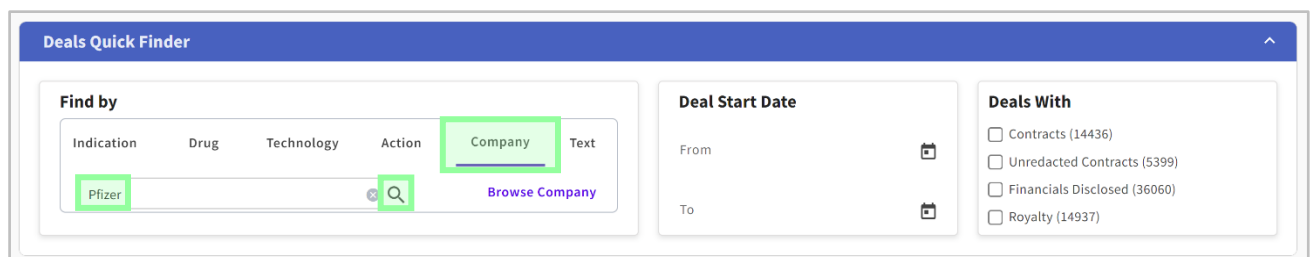 Deals Quick Finder
Find by
Indication Drug Technology Action Company Text
Pfizer
Browse Company
Deal Start Date
From
To
Deals With
Contracts (14436)
Unredacted Contracts (5399)
Financials Disclosed (36060)
Royalty (14937)